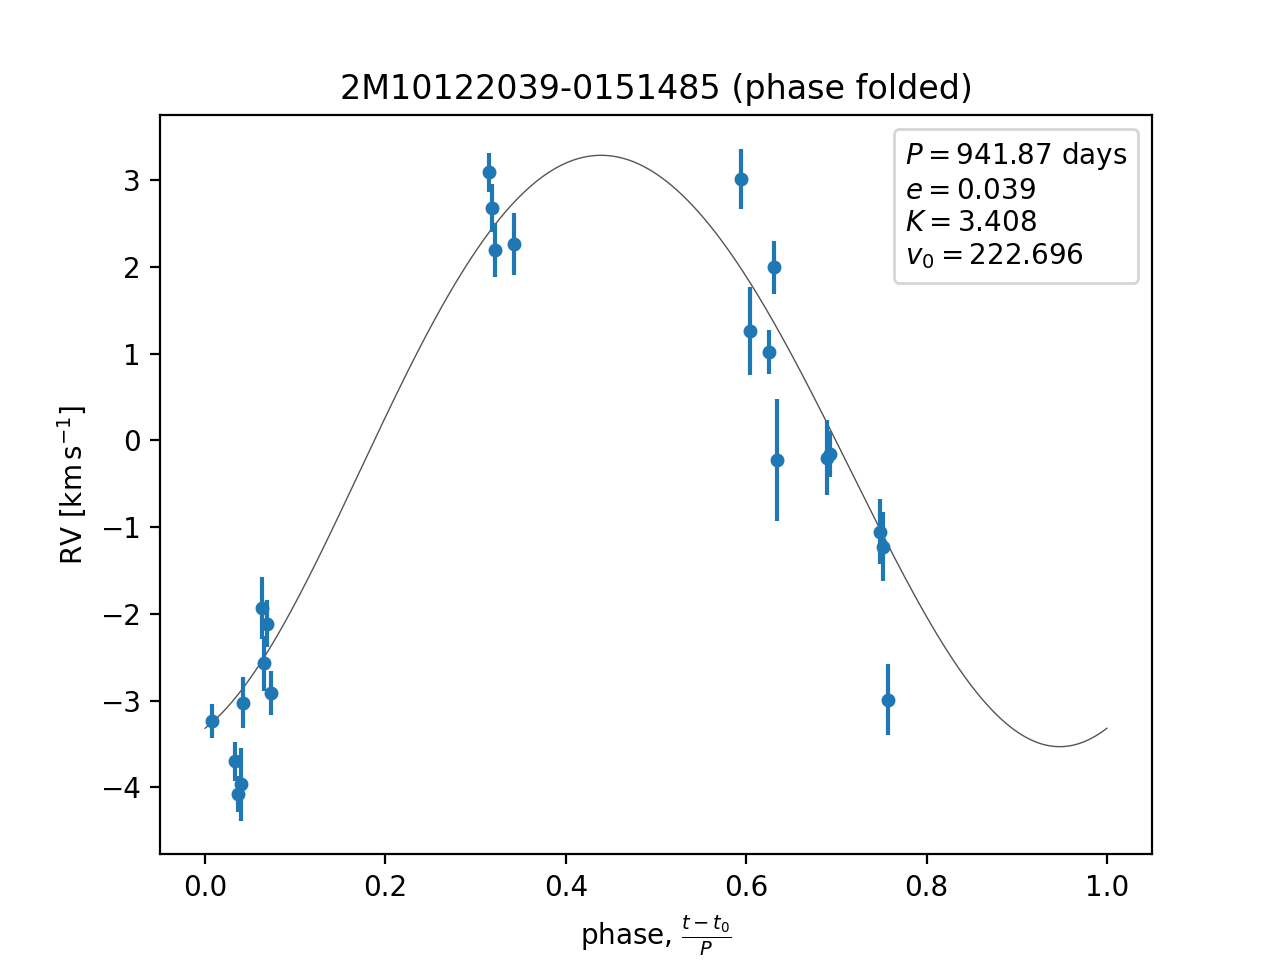 2M10122039-0151485 (phase folded)
P = 941.87 days
e = 0.039
K = 3.408
v₀ = 222.696
3
2
1
0
−1
−2
−3
−4
RV [km s⁻¹]
0.0 0.2 0.4 0.6 0.8 1.0
phase, (t − t₀)/P